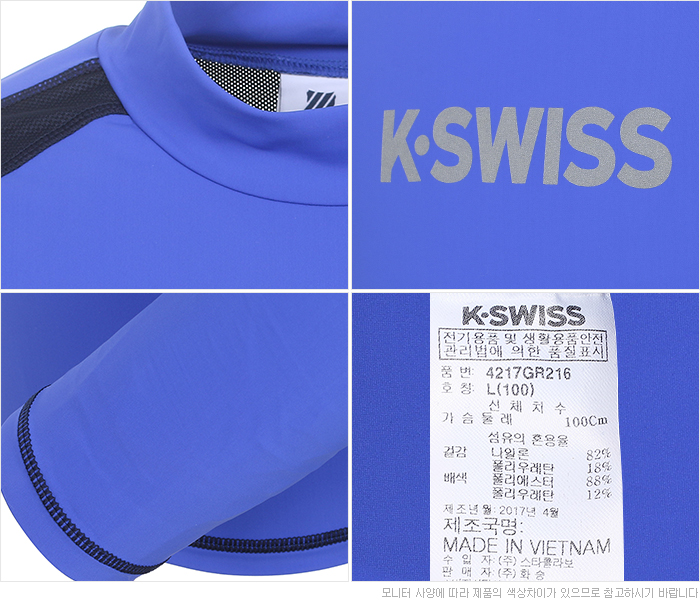 K·SWISS
K·SWISS
전기용품 및 생활용품안전
관리법에 의한 품질표시
품 번: 4217GR216
호 칭: L(100)
신 체 치 수
가 슴 둘 레 100Cm
섬유의 혼용율
겉감 나일론 82%
폴리우레탄 18%
배색 폴리에스터 88%
폴리우레탄 12%
제조년월: 2017년 4월
제조국명:
MADE IN VIETNAM
수 입 자: (주) 스타콜라보
판 매 자: (주) 화 승
모니터 사양에 따라 제품의 색상차이가 있으므로 참고하시기 바랍니다